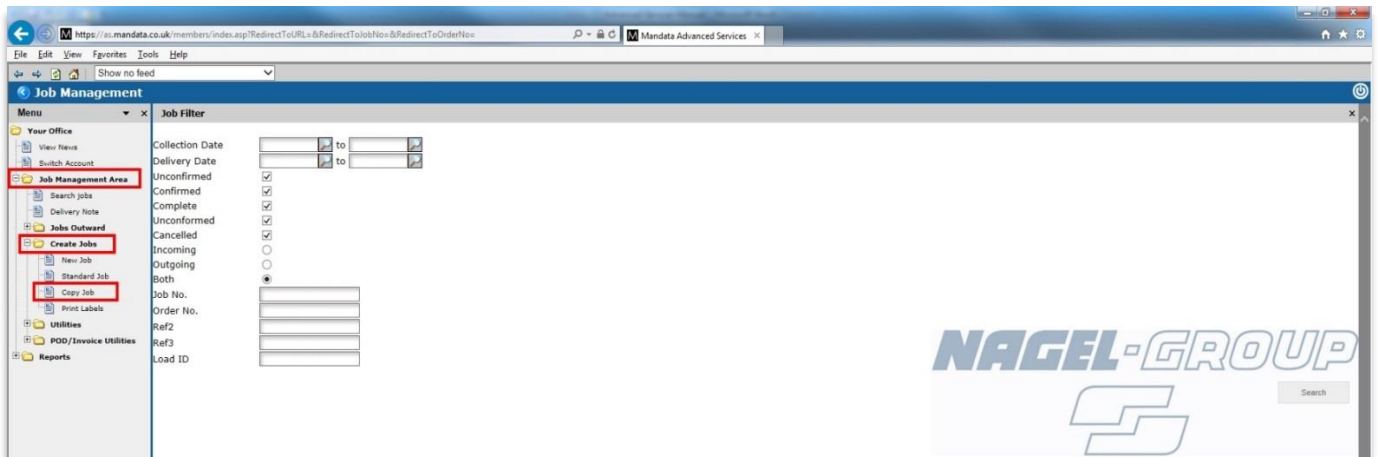 https://as.mandata.co.uk/members/index.asp?RedirectToURL=&RedirectToJobNo=&RedirectToOrderNo=
Mandata Advanced Services
File Edit View Favorites Tools Help
Show no feed
Job Management
Menu
Your Office
View News
Switch Account
Job Management Area
Search jobs
Delivery Note
Jobs Outward
Create Jobs
New Job
Standard Job
Copy Job
Print Labels
Utilities
POD/Invoice Utilities
Reports
Job Filter
Collection Date to
Delivery Date to
Unconfirmed
Confirmed
Complete
Unconformed
Cancelled
Incoming
Outgoing
Both
Job No.
Order No.
Ref2
Ref3
Load ID
NAGEL-GROUP
Search